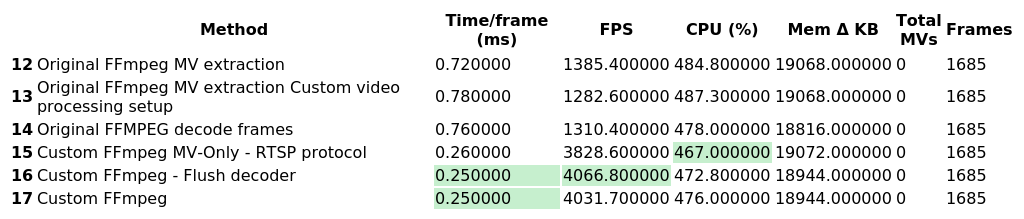 Method Time/frame (ms) FPS CPU (%) Mem Δ KB Total MVs Frames
12 Original FFmpeg MV extraction 0.720000 1385.400000 484.800000 19068.000000 0 1685
13 Original FFmpeg MV extraction Custom video processing setup 0.780000 1282.600000 487.300000 19068.000000 0 1685
14 Original FFMPEG decode frames 0.760000 1310.400000 478.000000 18816.000000 0 1685
15 Custom FFmpeg MV-Only - RTSP protocol 0.260000 3828.600000 467.000000 19072.000000 0 1685
16 Custom FFmpeg - Flush decoder 0.250000 4066.800000 472.800000 18944.000000 0 1685
17 Custom FFmpeg 0.250000 4031.700000 476.000000 18944.000000 0 1685